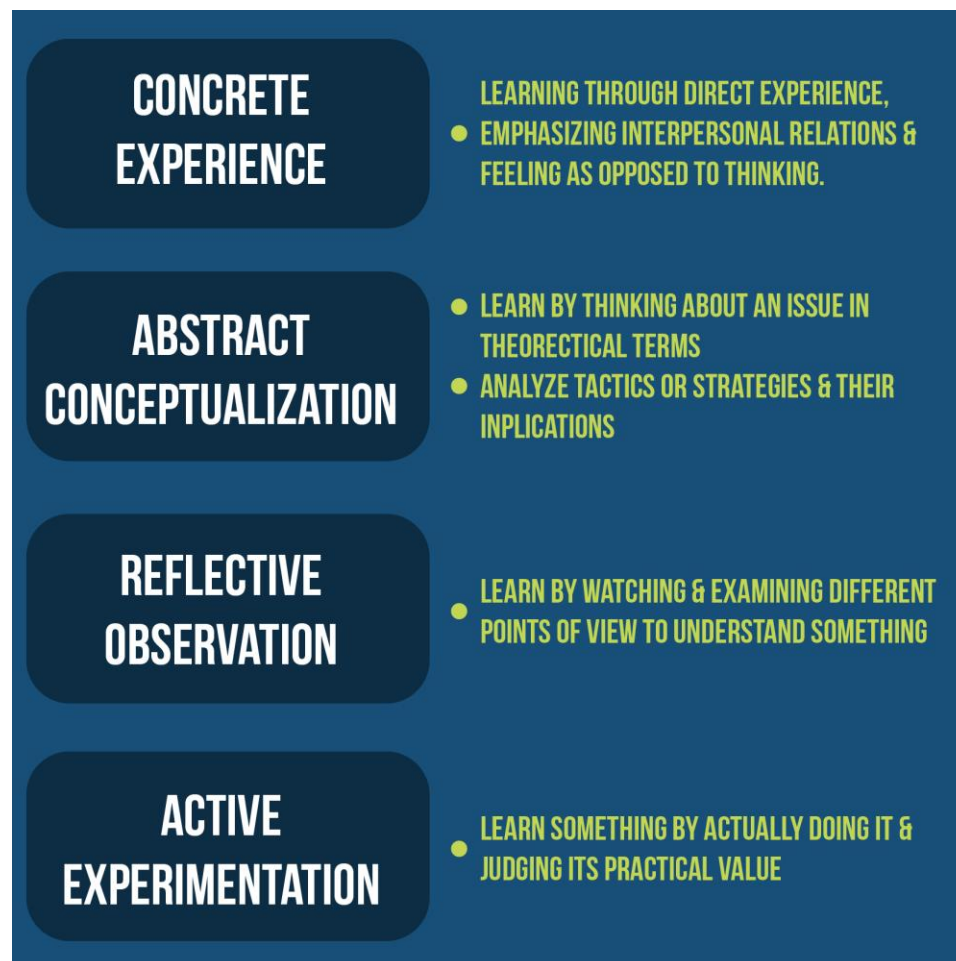 CONCRETE
EXPERIENCE
LEARNING THROUGH DIRECT EXPERIENCE,
EMPHASIZING INTERPERSONAL RELATIONS &
FEELING AS OPPOSED TO THINKING.
ABSTRACT
CONCEPTUALIZATION
LEARN BY THINKING ABOUT AN ISSUE IN
THEORECTICAL TERMS
ANALYZE TACTICS OR STRATEGIES & THEIR
INPLICATIONS
REFLECTIVE
OBSERVATION
LEARN BY WATCHING & EXAMINING DIFFERENT
POINTS OF VIEW TO UNDERSTAND SOMETHING
ACTIVE
EXPERIMENTATION
LEARN SOMETHING BY ACTUALLY DOING IT &
JUDGING ITS PRACTICAL VALUE